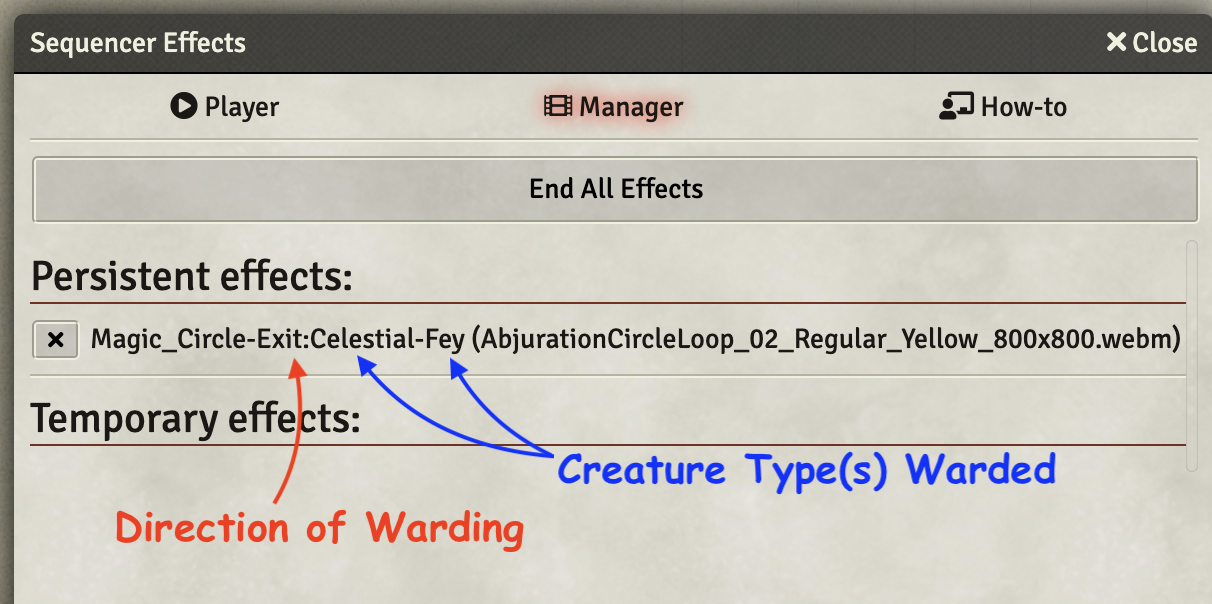 Sequencer Effects
Close
Player
Manager
How-to
End All Effects
Persistent effects:
Magic_Circle-Exit:Celestial-Fey (AbjurationCircleLoop_02_Regular_Yellow_800x800.webm)
Temporary effects:
Creature Type(s) Warded
Direction of Warding